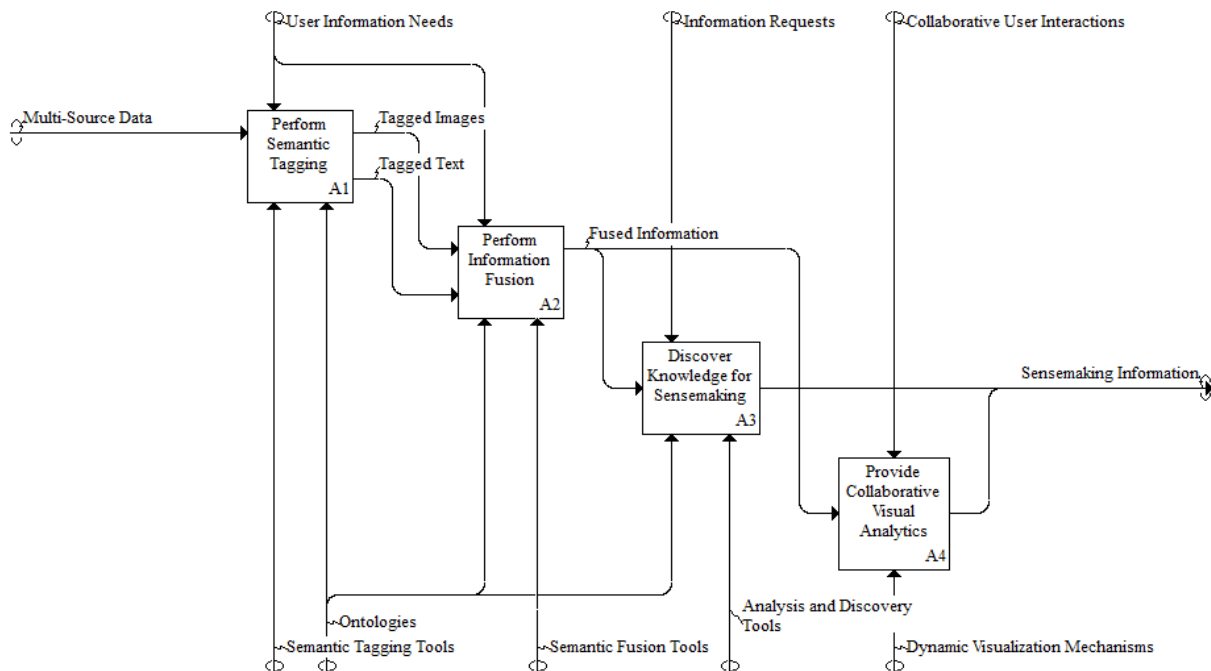 User Information Needs
Information Requests
Collaborative User Interactions
Multi-Source Data
Perform
Semantic
Tagging
A1
Tagged Images
Tagged Text
Perform
Information
Fusion
A2
Fused Information
Discover
Knowledge for
Sensemaking
A3
Sensemaking Information
Provide
Collaborative
Visual
Analytics
A4
Ontologies
Semantic Tagging Tools
Semantic Fusion Tools
Analysis and Discovery
Tools
Dynamic Visualization Mechanisms